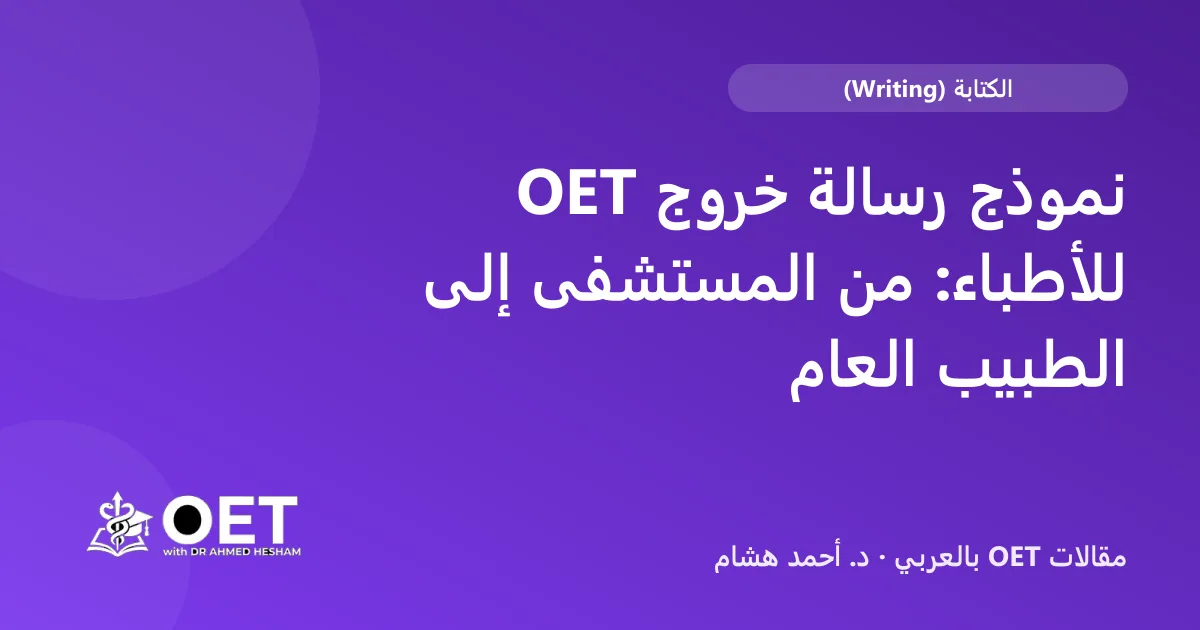 الكتابة (Writing)
نموذج رسالة خروج OET
للأطباء: من المستشفى إلى
الطبيب العام
OET
with DR AHMED HESHAM
مقالات OET بالعربي · د. أحمد هشام